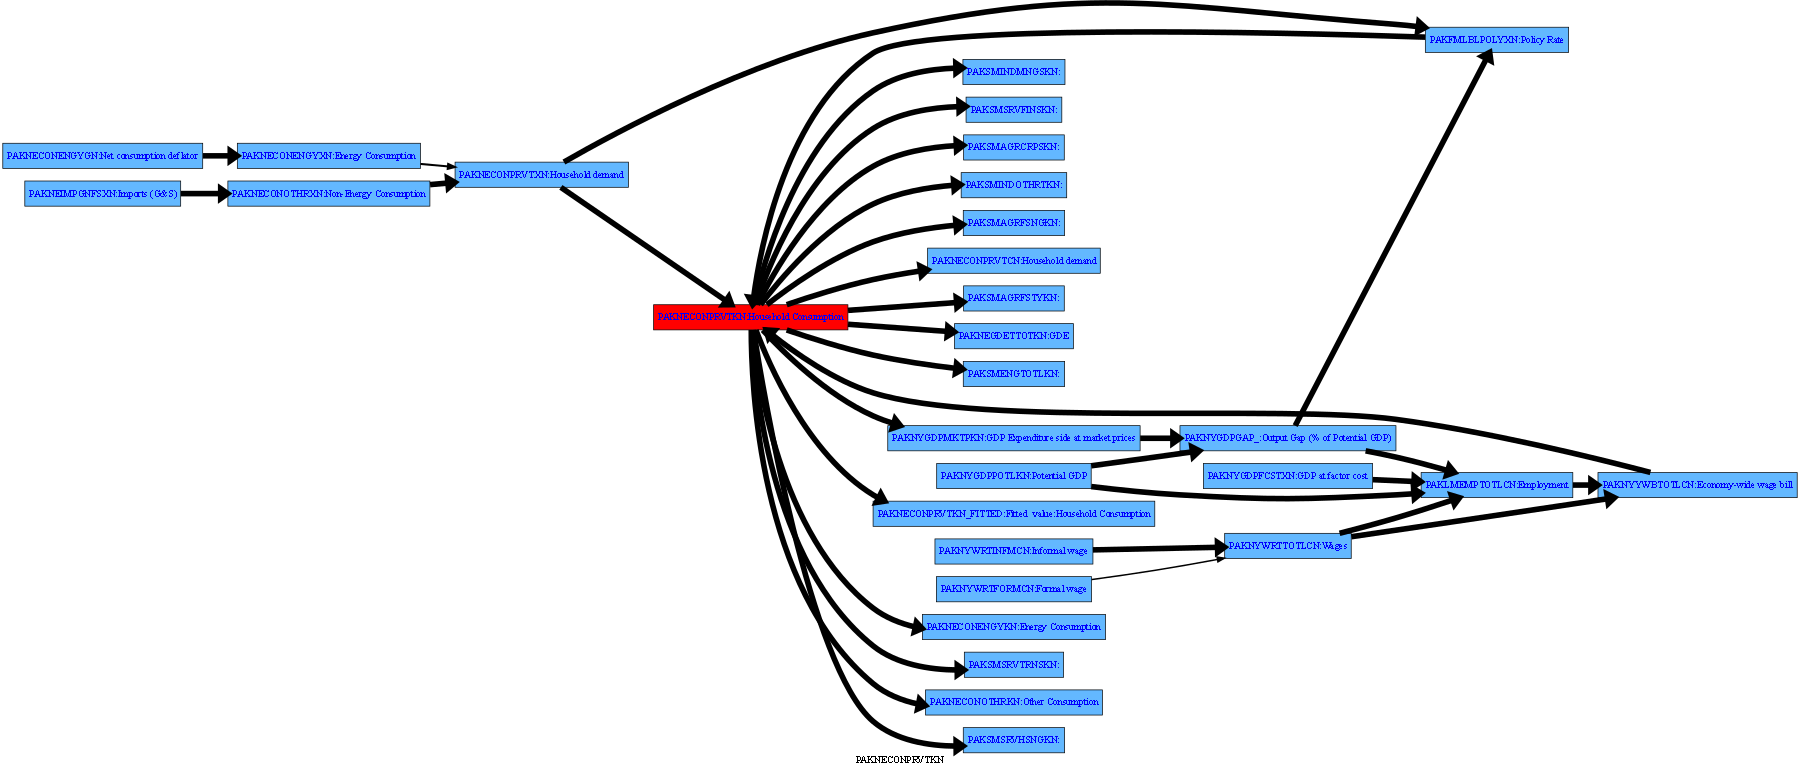 PAKFMLBLPOLYXN:Policy Rate
PAKSMINDMNGSKN:
PAKSMSRVFINSKN:
PAKSMAGRCRPSKN:
PAKNECONENGYGN:Net consumption deflator
PAKNECONENGYXN:Energy Consumption
PAKNECONPRVTXN:Household demand
PAKNEIMPGNFSXN:Imports (G&S)
PAKNECONOTHRXN:Non-Energy Consumption
PAKSMINDOTHRTKN:
PAKSMAGRFSNGKN:
PAKNECONPRVTCN:Household demand
PAKSMAGRFSTYKN:
PAKNECONPRVTKN:Household Consumption
PAKNEGDETTOTKN:GDE
PAKSMENGTOTLKN:
PAKNYGDPMKTPKN:GDP Expenditure side at market prices
PAKNYGDPGAP_:Output Gap (% of Potential GDP)
PAKNYGDPPOTLKN:Potential GDP
PAKNYGDPFCSTXN:GDP at factor cost
PAKLMEMPTOTLCN:Employment
PAKNYYWBTOTLCN:Economy-wide wage bill
PAKNECONPRVTKN_FITTED:Fitted value:Household Consumption
PAKNYWRTINFMCN:Informal wage
PAKNYWRTTOTLCN:Wages
PAKNYWRTFORMCN:Formal wage
PAKNECONENGYKN:Energy Consumption
PAKSMSRVTRNSKN:
PAKNECONOTHRKN:Other Consumption
PAKSMSRVHSNGKN:
PAKNECONPRVTKN